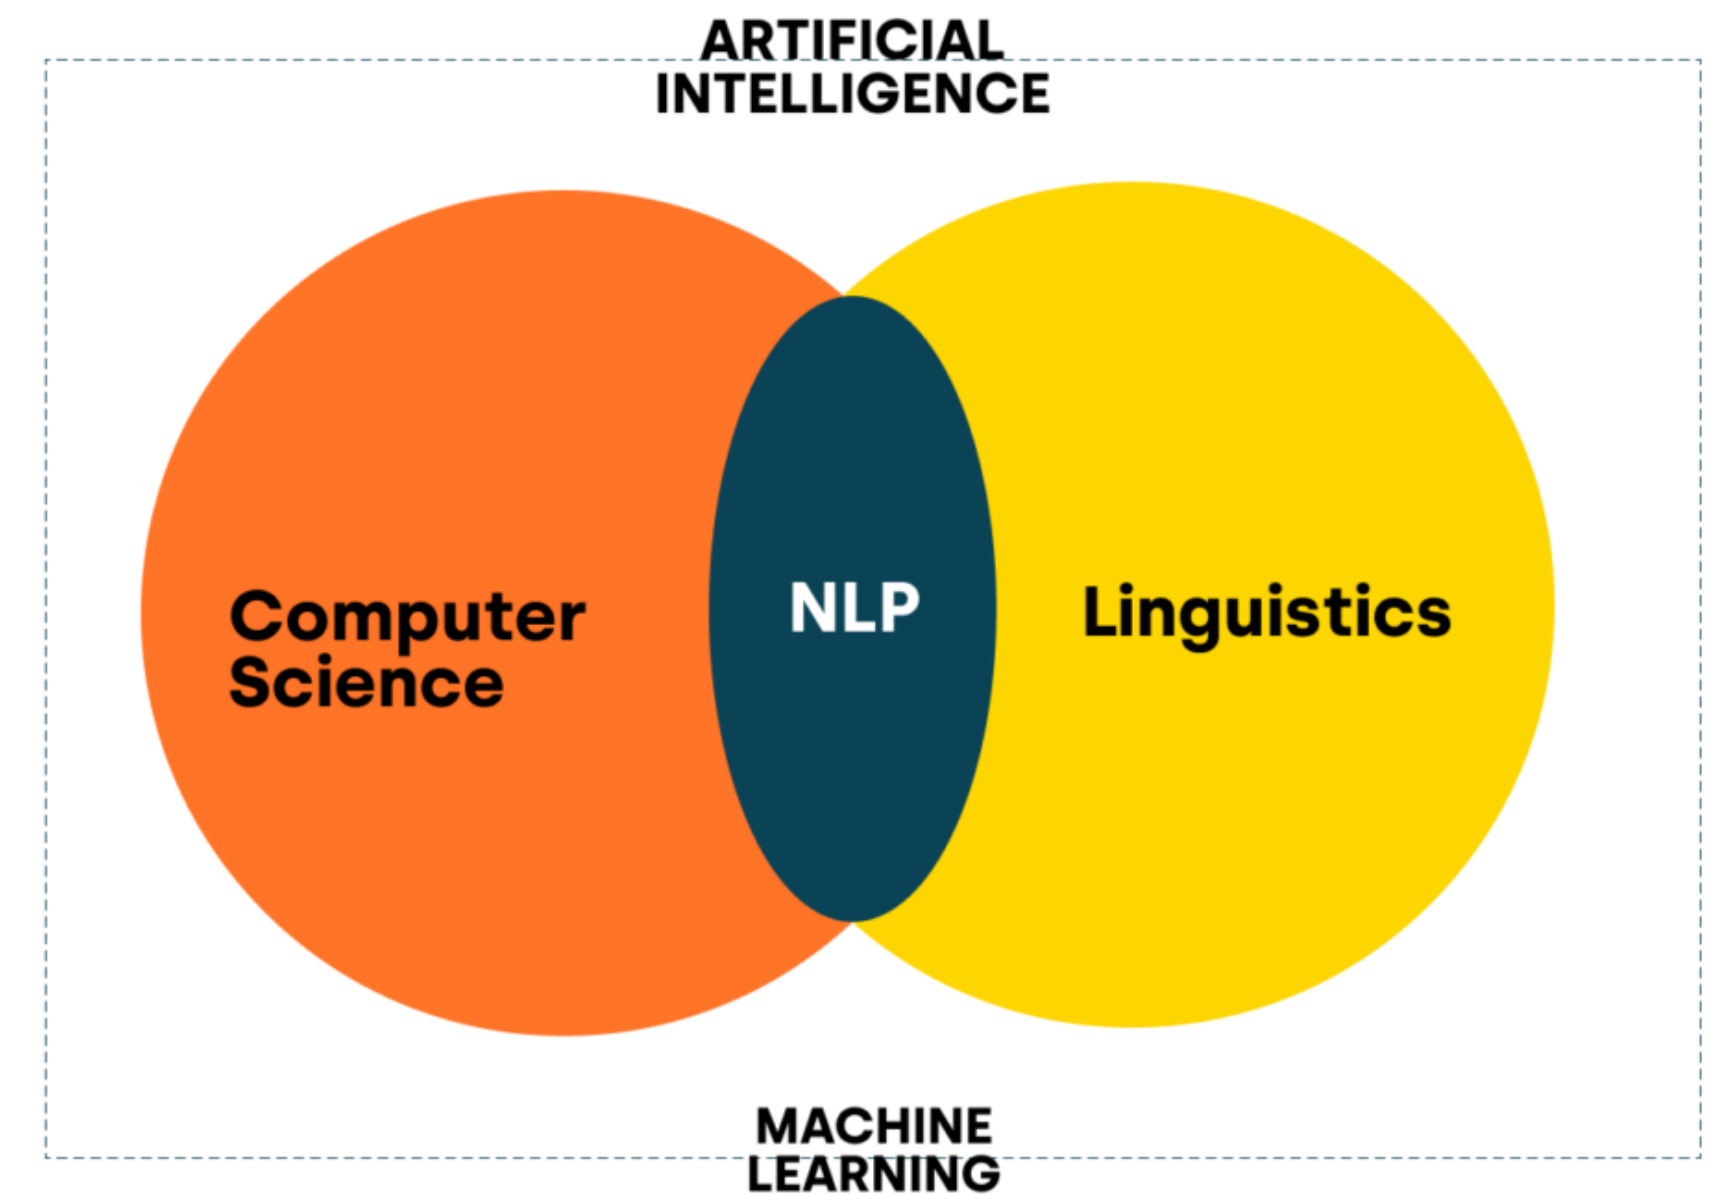 ARTIFICIAL
INTELLIGENCE
Computer
Science
NLP
Linguistics
MACHINE
LEARNING